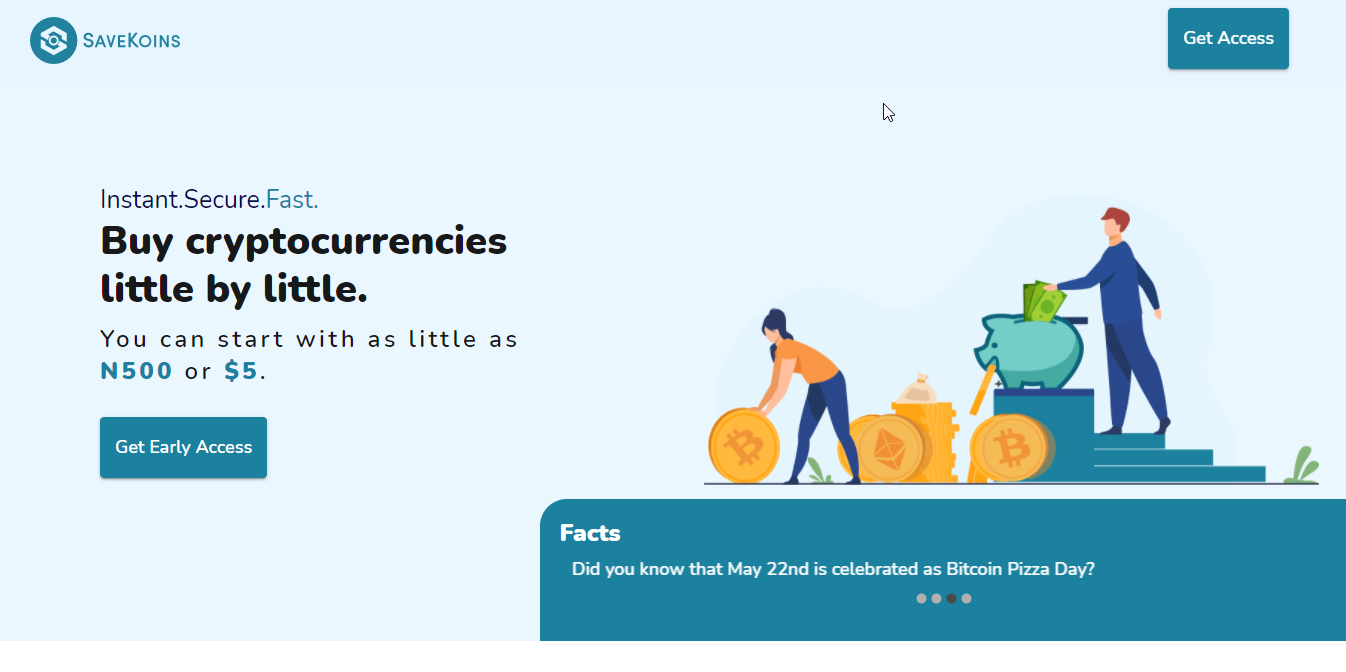 SAVEKOINS
Get Access
Instant.Secure.Fast.
Buy cryptocurrencies
little by little.
You can start with as little as
N500 or $5.
Get Early Access
Facts
Did you know that May 22nd is celebrated as Bitcoin Pizza Day?